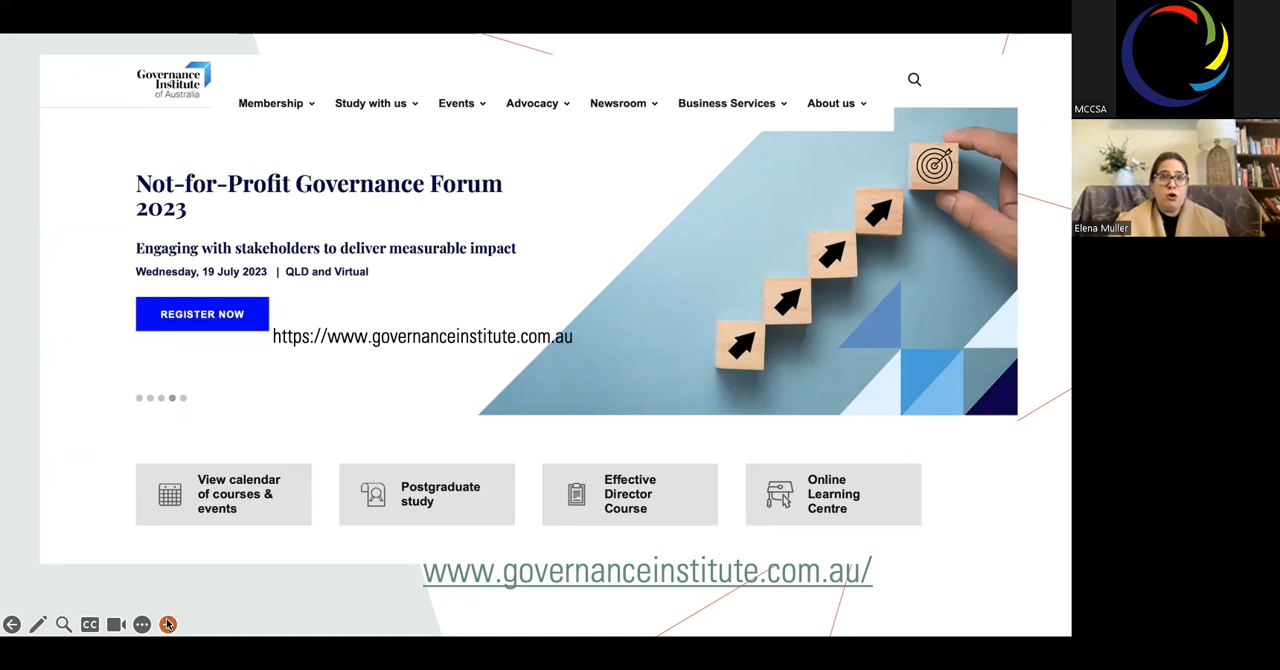 Governance
Institute
of Australia
Membership
Study with us
Events
Advocacy
Newsroom
Business Services
About us
Not-for-Profit Governance Forum
2023
Engaging with stakeholders to deliver measurable impact
Wednesday, 19 July 2023 | QLD and Virtual
REGISTER NOW
https://www.governanceinstitute.com.au
View calendar
of courses &
events
Postgraduate
study
Effective
Director
Course
Online
Learning
Centre
www.governanceinstitute.com.au/
CC
MCCSA
Elena Muller